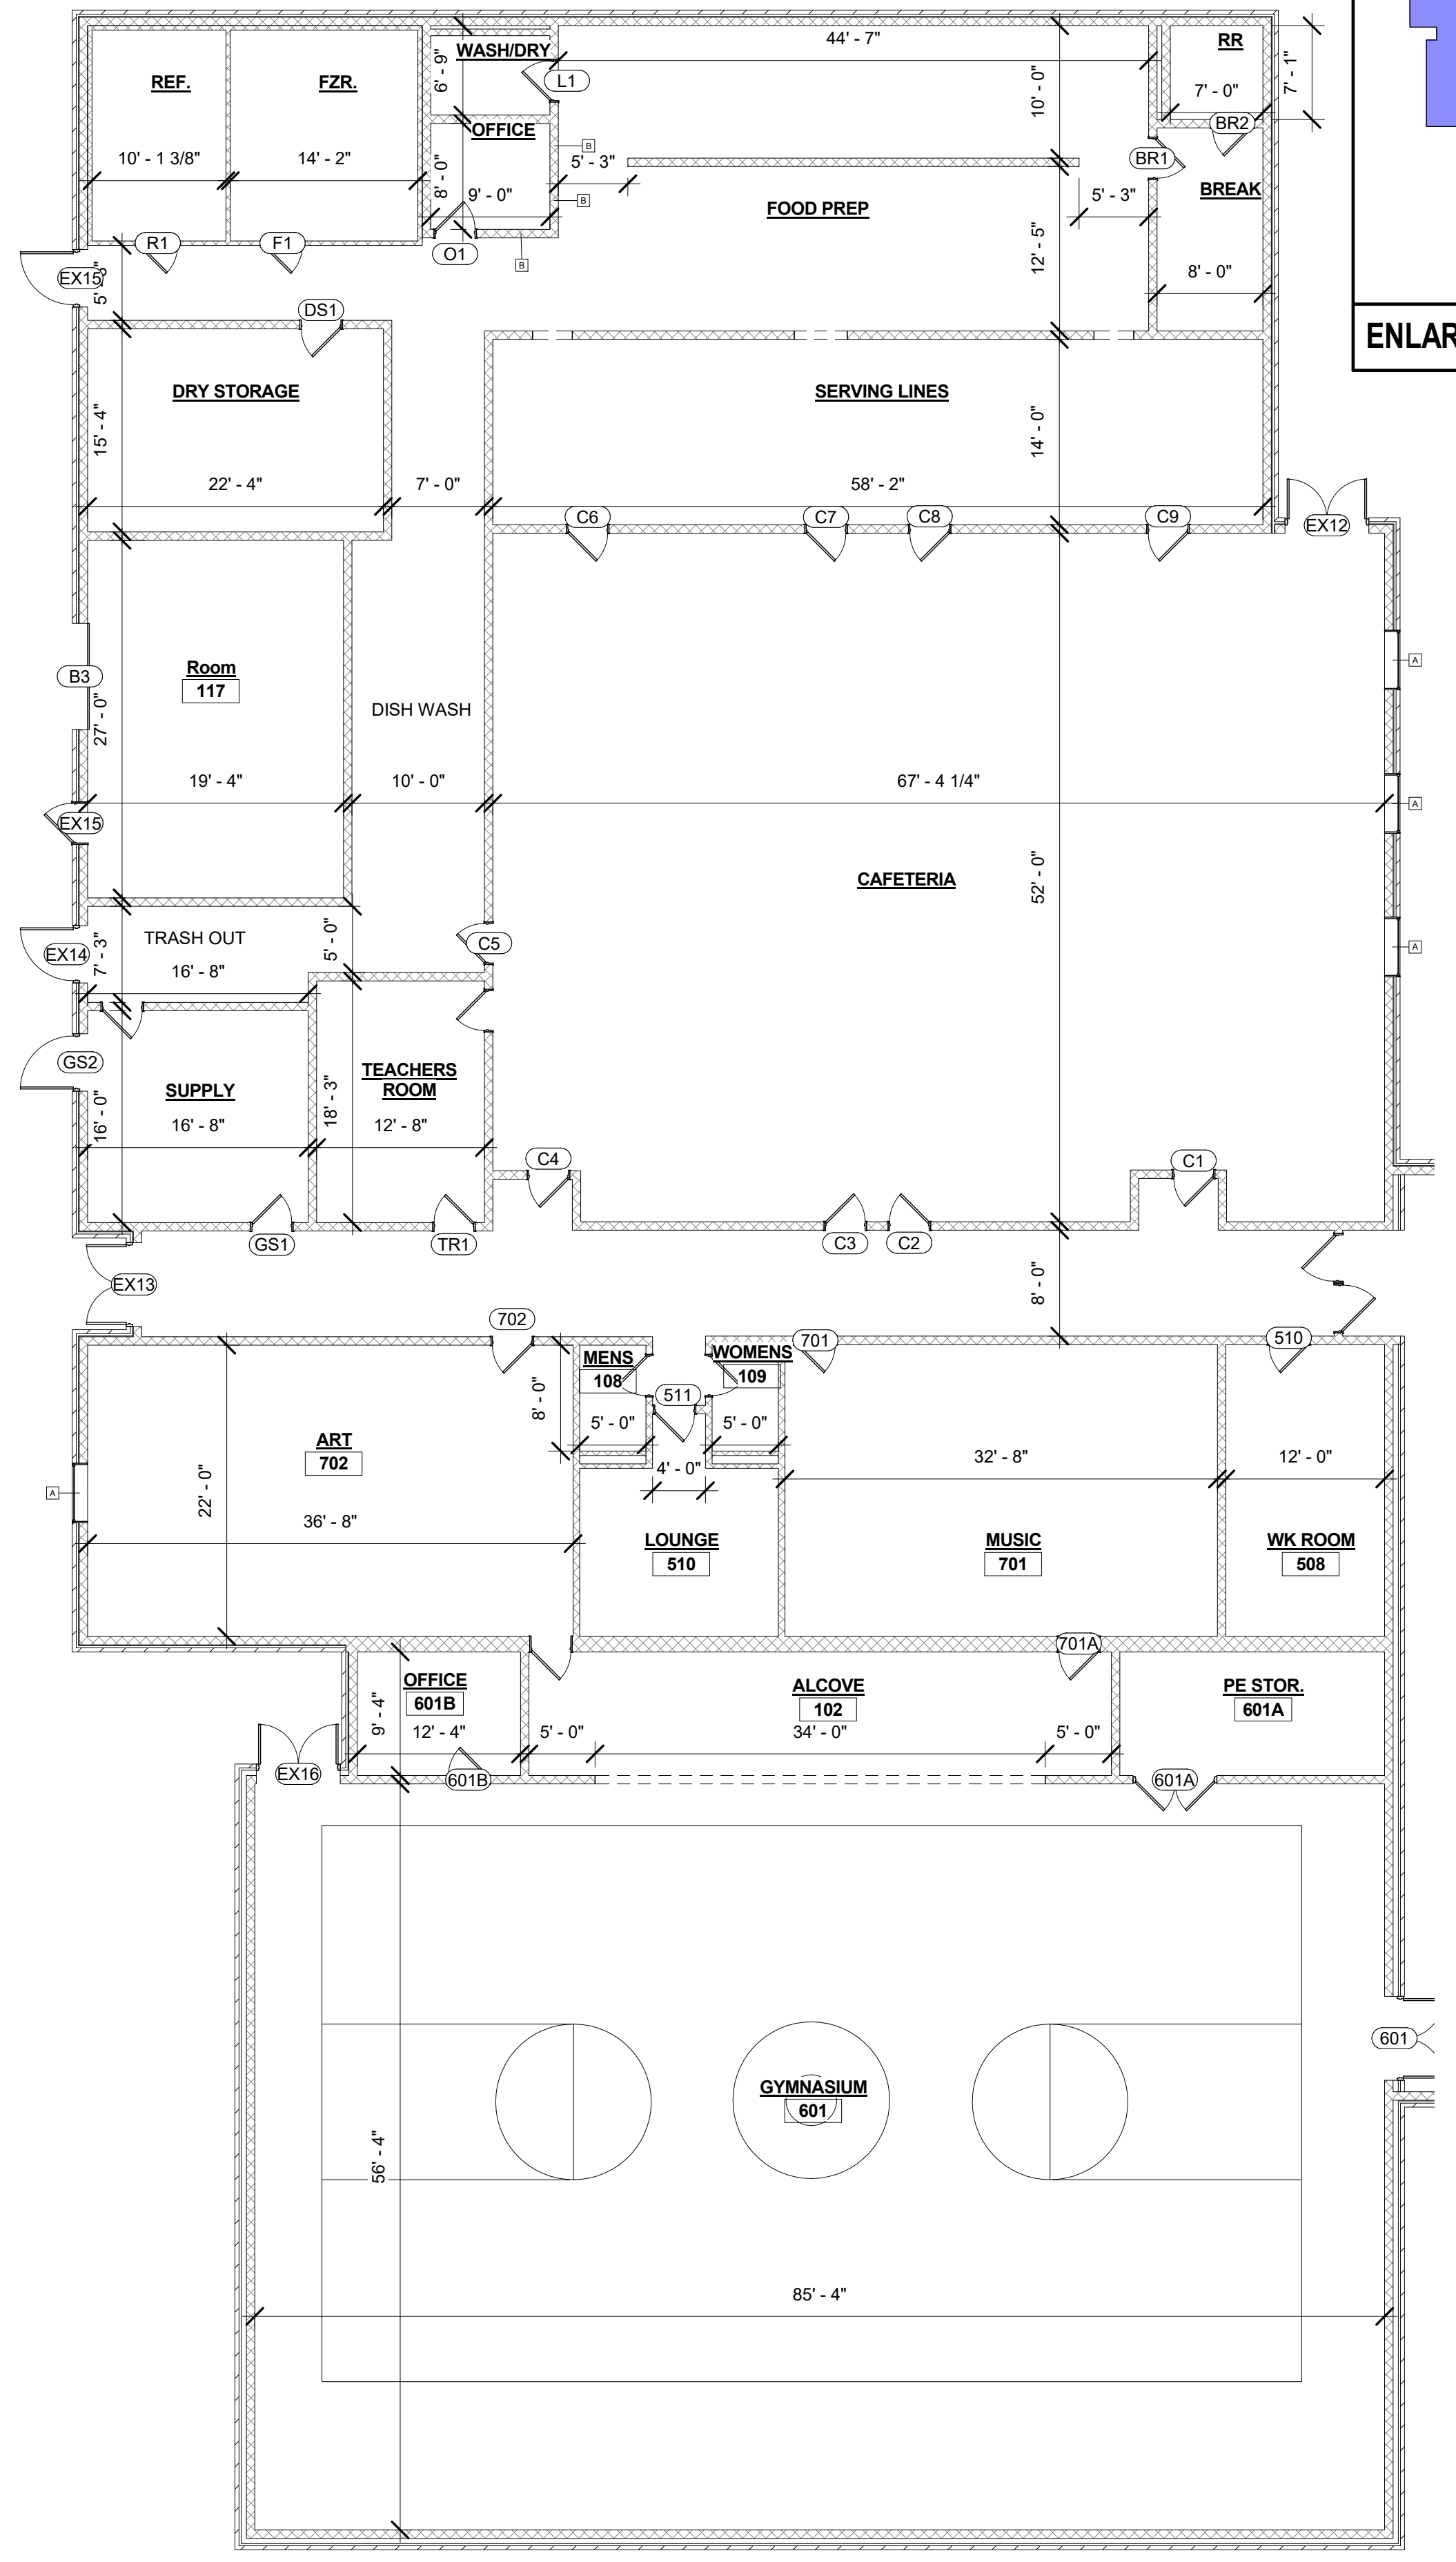 WASH/DRY
44' - 7"
RR
REF.
FZR.
6' - 9"
L1
10' - 0"
7' - 0"
7' - 1"
BR2
OFFICE
B
10' - 1 3/8"
14' - 2"
8' - 0"
5' - 3"
BR1
9' - 0"
B
5' - 3"
BREAK
FOOD PREP
R1
F1
O1
B
12' - 5"
8' - 0"
EX15
DS1
ENLAR
DRY STORAGE
SERVING LINES
15' - 4"
14' - 0"
22' - 4"
7' - 0"
58' - 2"
C6
C7
C8
C9
EX12
Room
117
A
B3
27' - 0"
DISH WASH
19' - 4"
10' - 0"
67' - 4 1/4"
A
EX15
52' - 0"
CAFETERIA
TRASH OUT
5' - 0"
C5
A
EX14
7' - 3"
16' - 8"
GS2
SUPPLY
TEACHERS
ROOM
16' - 0"
16' - 8"
18' - 3"
12' - 8"
C4
C1
GS1
TR1
C3
C2
EX13
8' - 0"
702
701
510
MENS
108
WOMENS
109
511
8' - 0"
5' - 0"
5' - 0"
ART
702
4' - 0"
32' - 8"
12' - 0"
A
22' - 0"
36' - 8"
LOUNGE
510
MUSIC
701
WK ROOM
508
701A
OFFICE
601B
ALCOVE
102
PE STOR.
601A
9' - 4"
12' - 4"
5' - 0"
34' - 0"
5' - 0"
EX16
601B
601A
601
GYMNASIUM
601
56' - 4"
85' - 4"